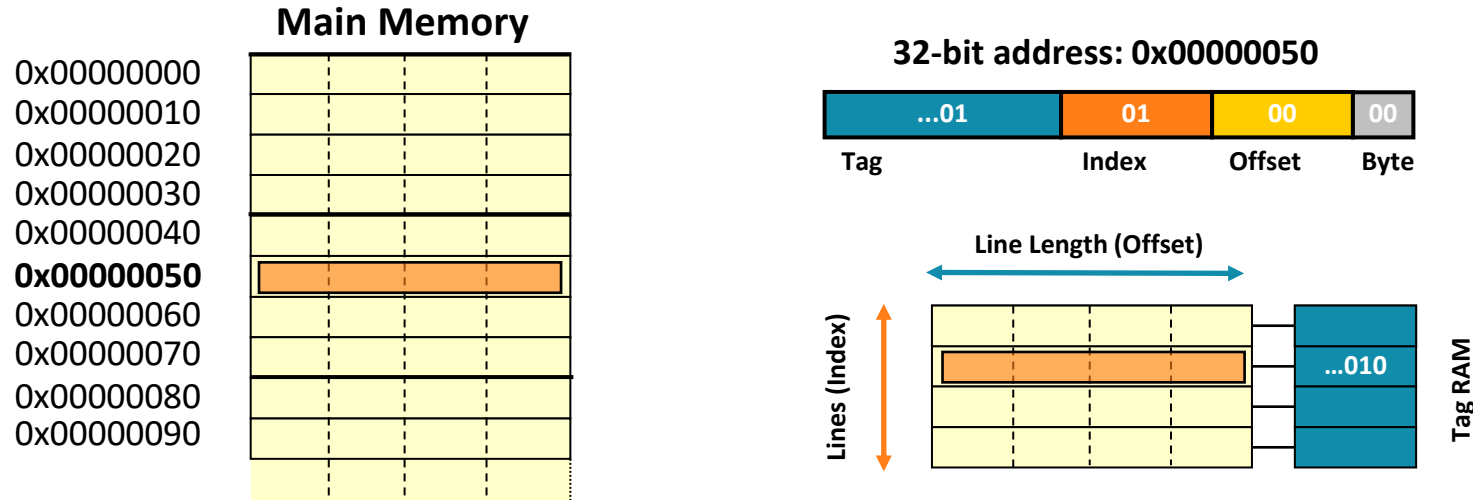 Main Memory
0x00000000
0x00000010
0x00000020
0x00000030
0x00000040
0x00000050
0x00000060
0x00000070
0x00000080
0x00000090
32-bit address: 0x00000050
...01 01 00 00
Tag Index Offset Byte
Line Length (Offset)
Lines (Index)
...010
Tag RAM